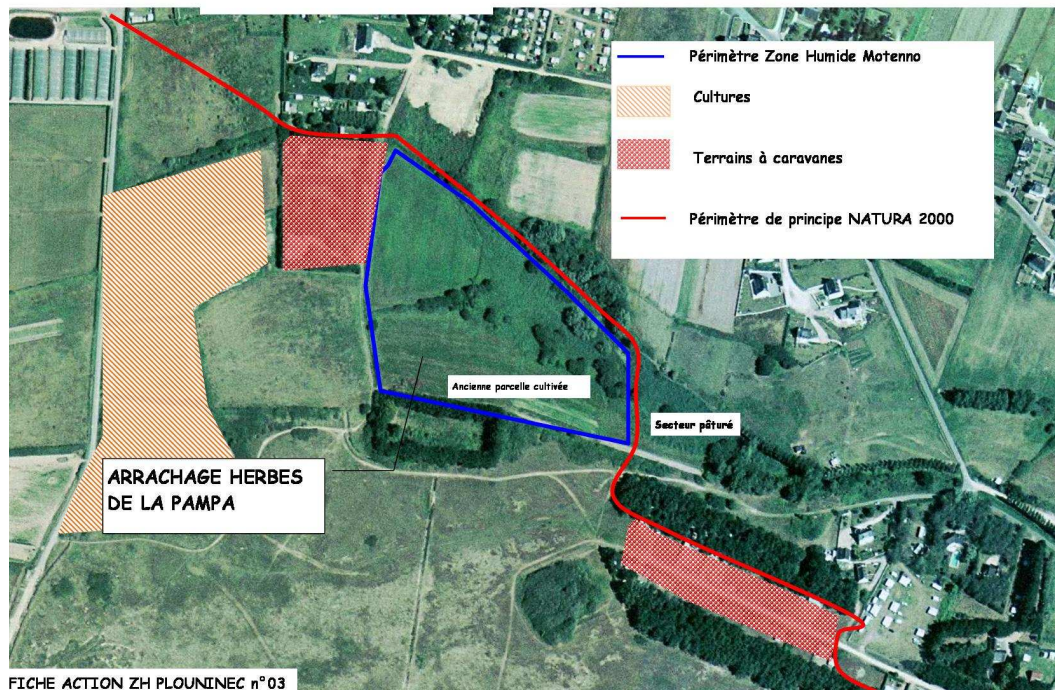 Périmètre Zone Humide Motenno
Cultures
Terrains à caravanes
Périmètre de principe NATURA 2000
Ancienne parcelle cultivée
Secteur pâturé
ARRACHAGE HERBES
DE LA PAMPA
FICHE ACTION ZH PLOUNINEC n°03